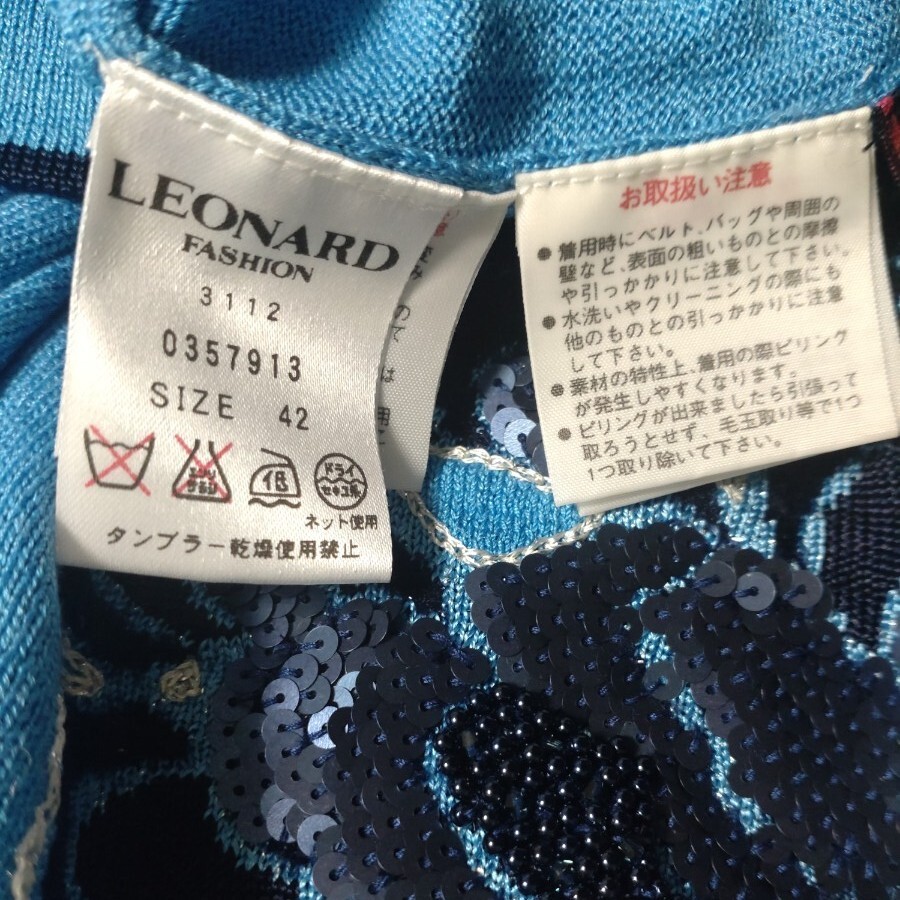 LEONARD
FASHION
3112
0357913
SIZE 42
エンソ
サラシ
低
ドライ
セキユ系
ネット使用
タンブラー乾燥使用禁止
お取扱い注意
●着用時にベルト、バッグや周囲の
壁など、表面の粗いものとの摩擦
や引っかかりに注意して下さい。
●水洗いやクリーニングの際にも
他のものとの引っかかりに注意
して下さい。
●素材の特性上、着用の際ピリング
が発生しやすくなります。
●ピリングが出来ましたら引張って
取ろうとせず、毛玉取り等で1つ
1つ取り除いて下さい。